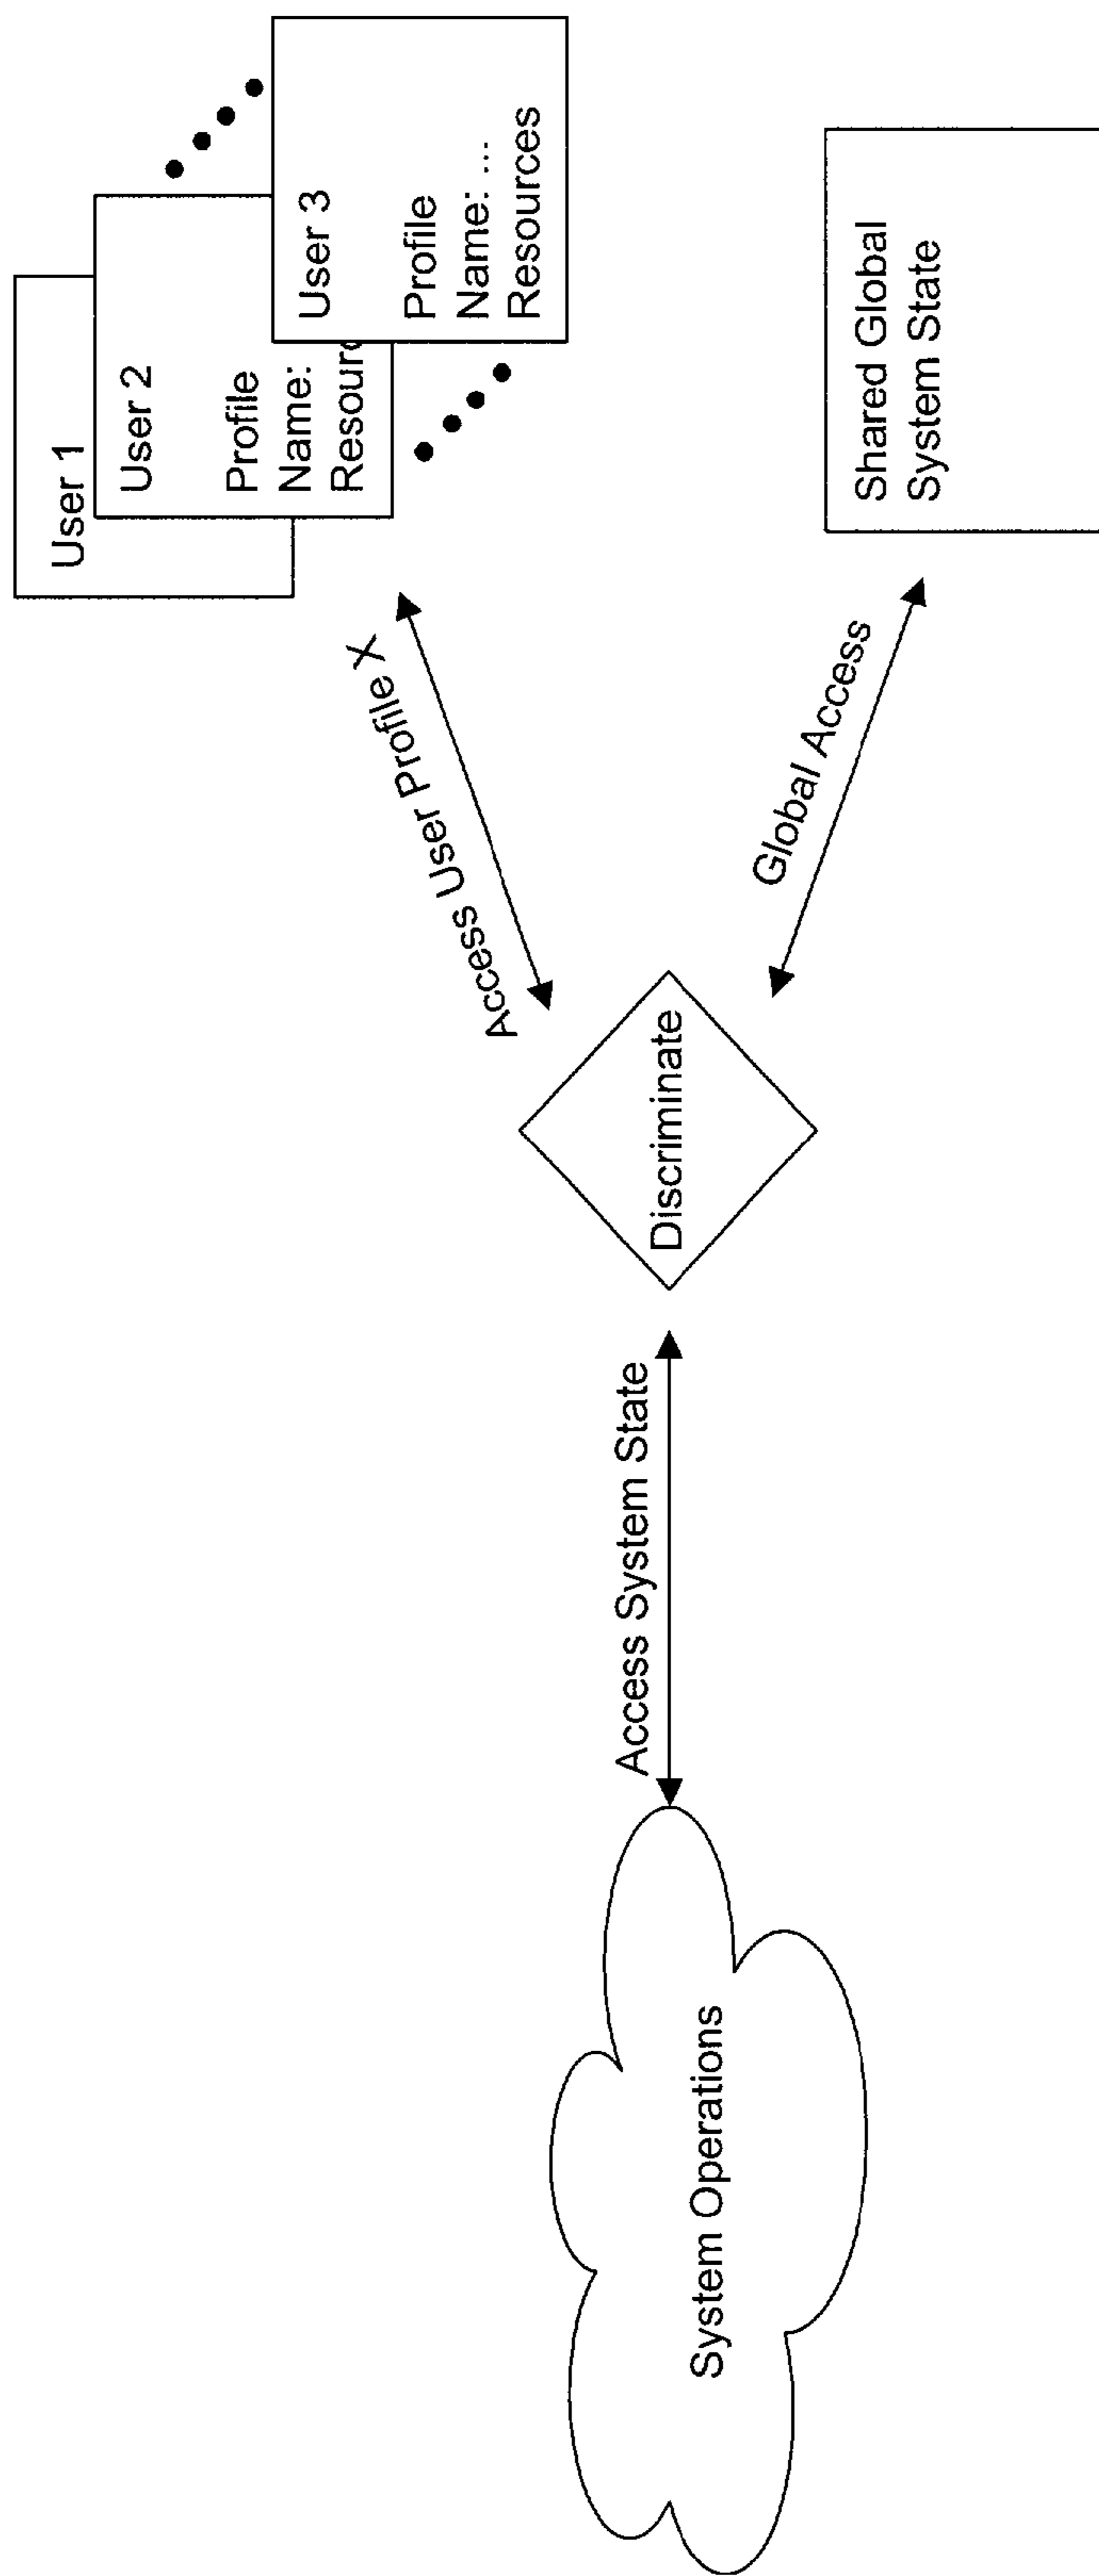 User 1
User 2
Profile
Name:
Resourc
User 3
Profile
Name: ...
Resources
Access User Profile X
System Operations
Access System State
Discriminate
Global Access
Shared Global
System State